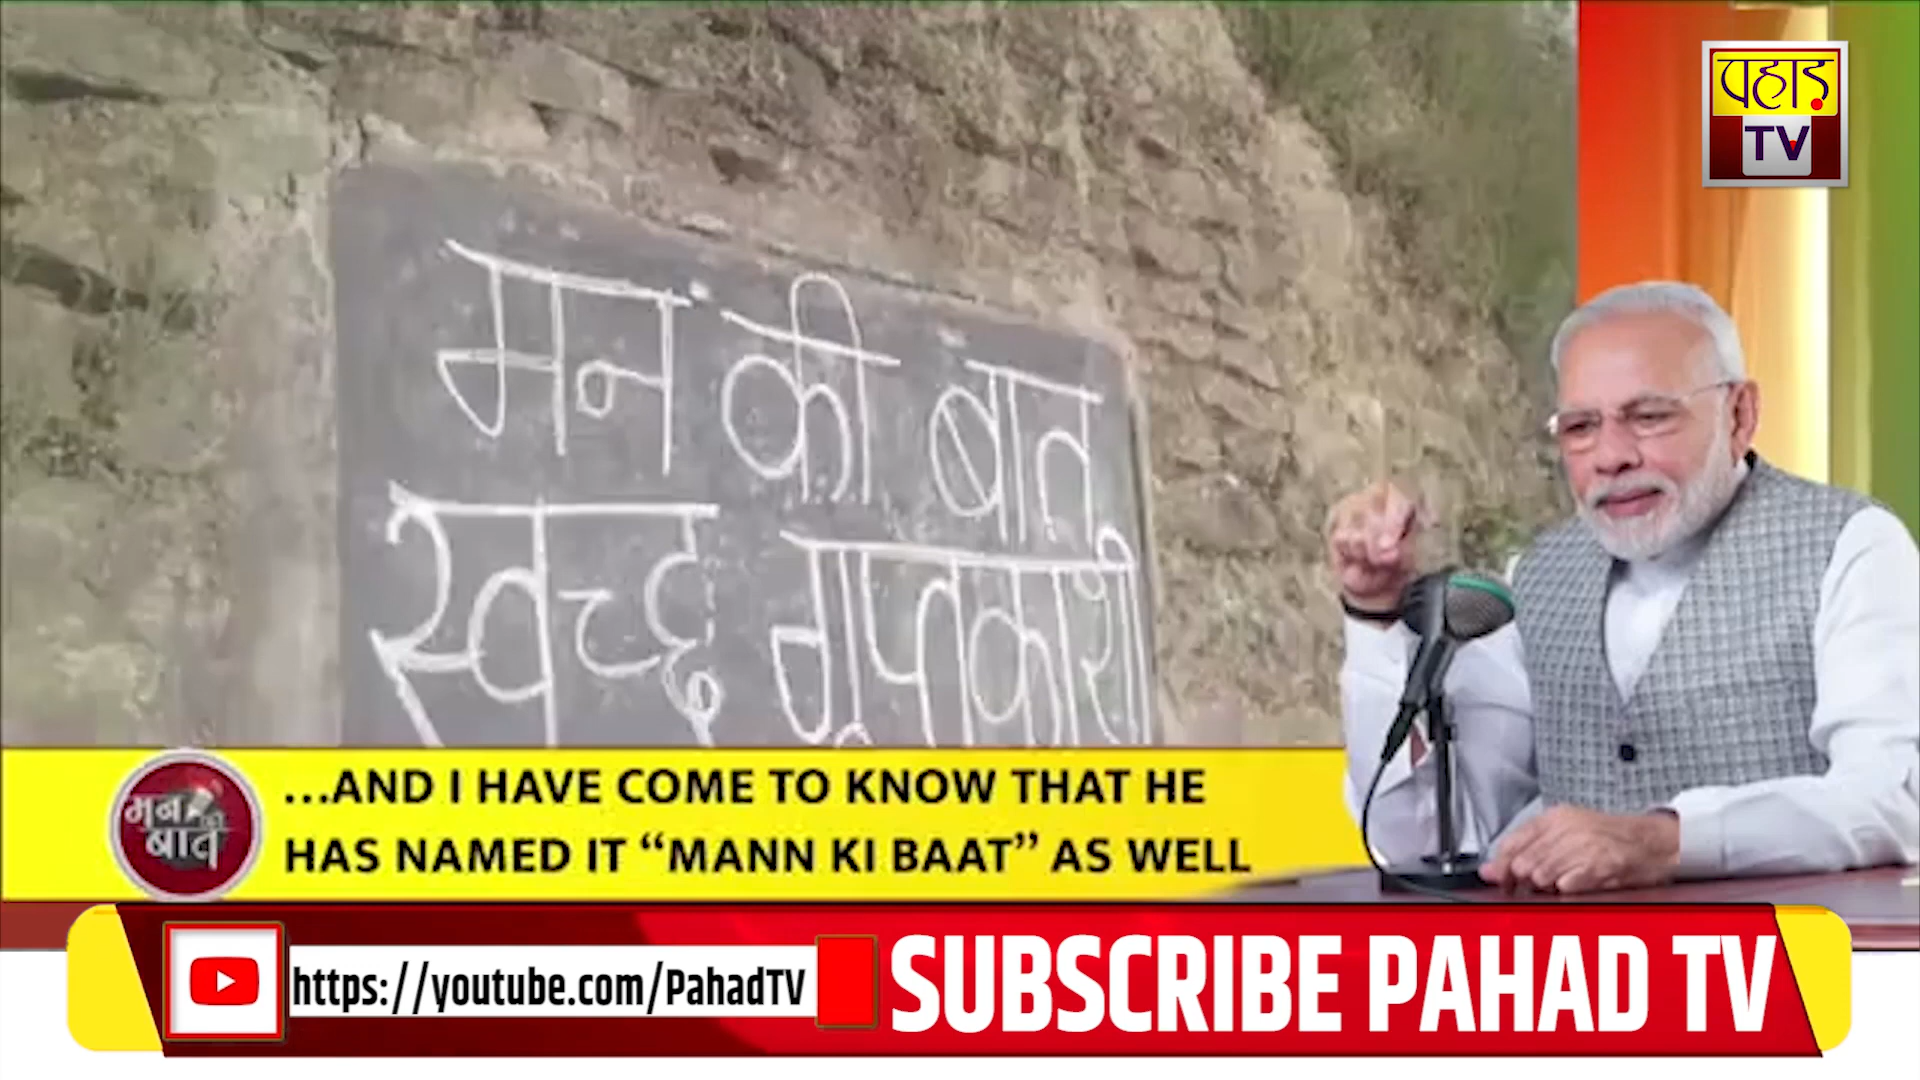 पहाड़
TV
मन की बात
स्वच्छ गुप्तकाशी
मन की
बात
...AND I HAVE COME TO KNOW THAT HE
HAS NAMED IT “MANN KI BAAT” AS WELL
https://youtube.com/PahadTV
SUBSCRIBE PAHAD TV